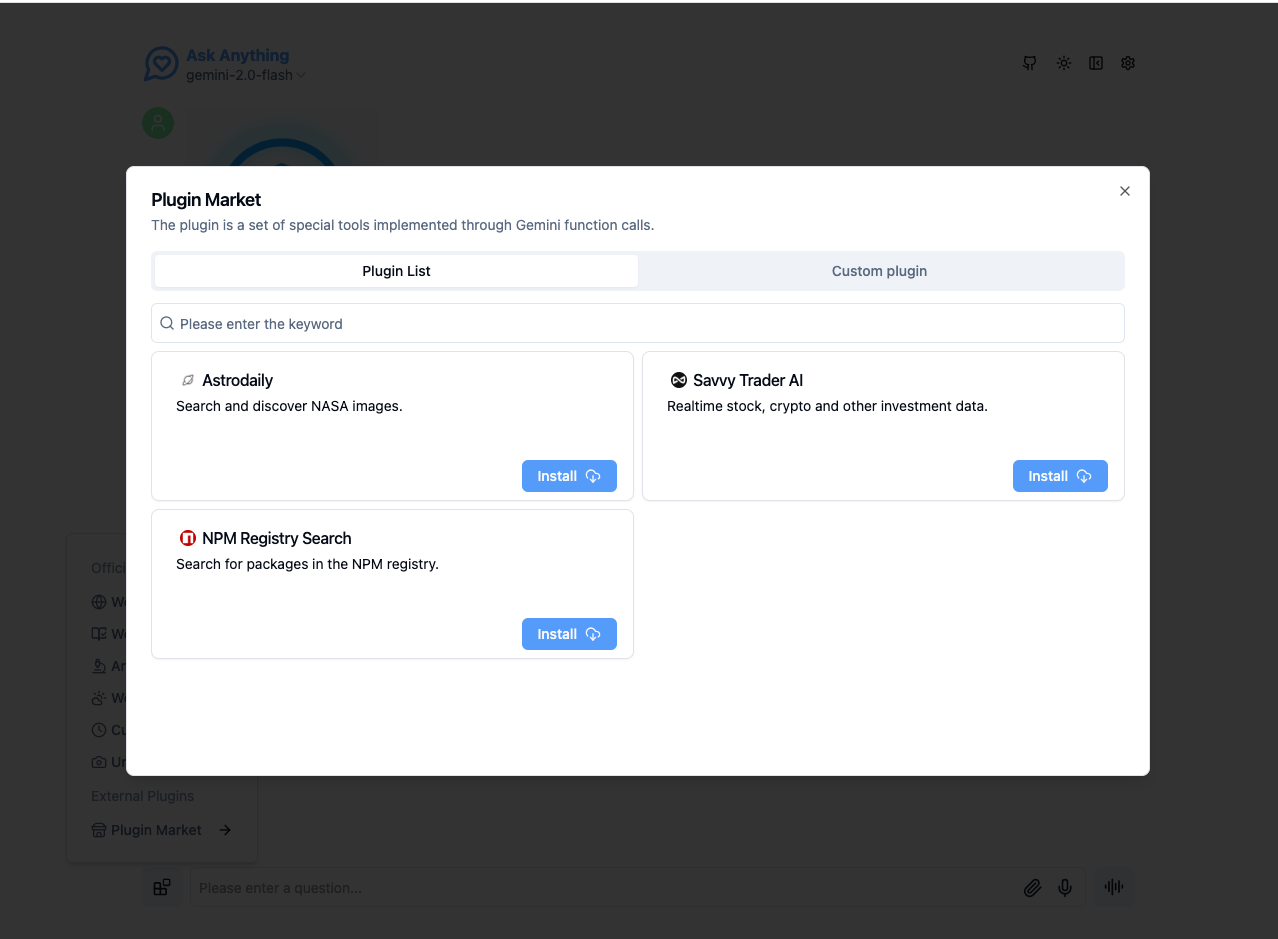 Ask Anything
gemini-2.0-flash
Plugin Market
The plugin is a set of special tools implemented through Gemini function calls.
Plugin List
Custom plugin
Please enter the keyword
Astrodaily
Search and discover NASA images.
Install
Savvy Trader AI
Realtime stock, crypto and other investment data.
Install
NPM Registry Search
Search for packages in the NPM registry.
Install
External Plugins
Plugin Market
Please enter a question...